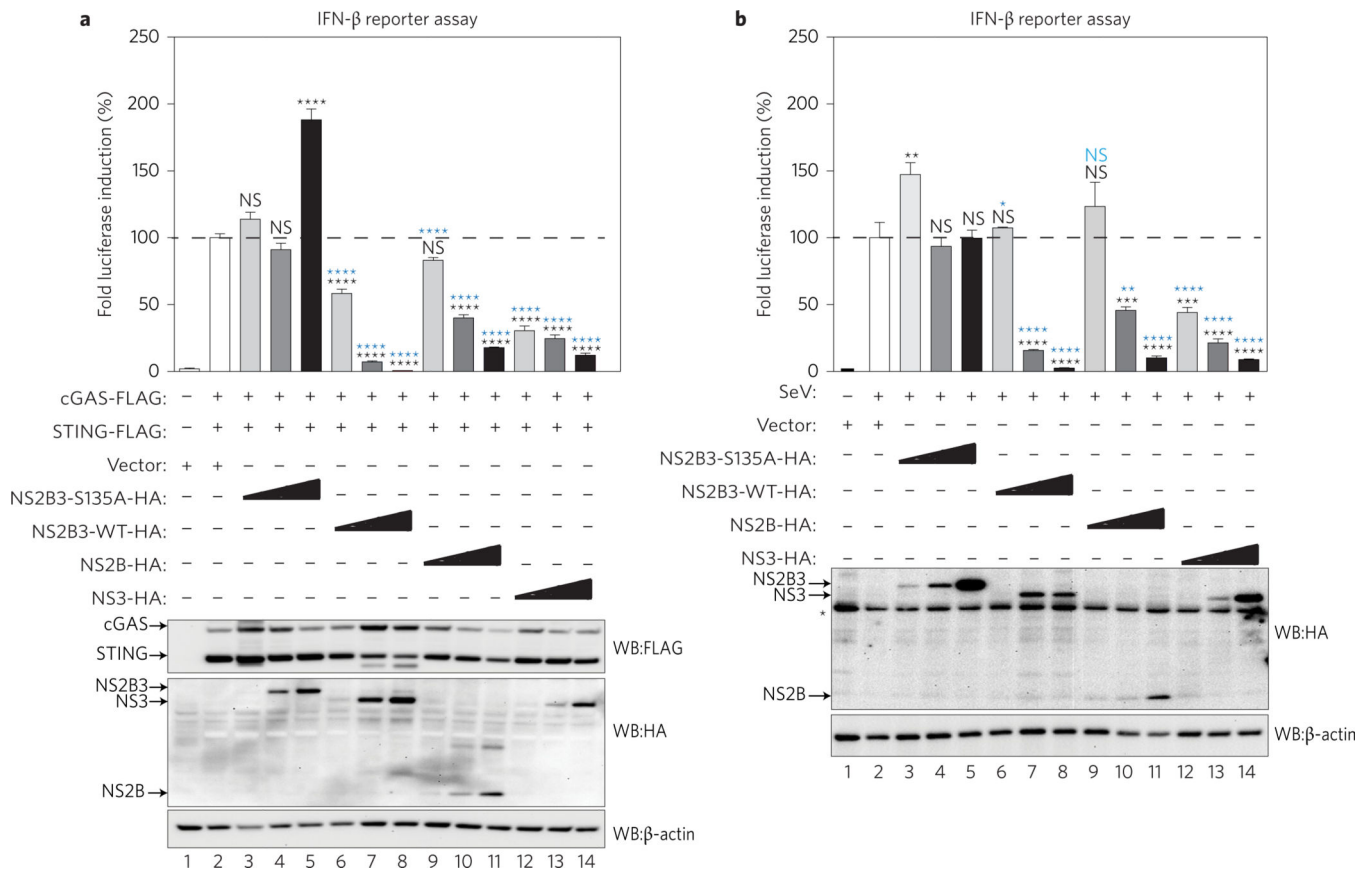 a
IFN-β reporter assay
Fold luciferase induction (%)
250
200
150
100
50
0
NS
NS
****
****
****
****
****
****
****
****
NS
****
****
****
****
****
****
****
****
****
****
cGAS-FLAG: − + + + + + + + + + + + + +
STING-FLAG: − + + + + + + + + + + + + +
Vector: + + − − − − − − − − − − − −
NS2B3-S135A-HA: − − − − − − − − − − −
NS2B3-WT-HA: − − − − − − − − − − −
NS2B-HA: − − − − − − − − − − −
NS3-HA: − − − − − − − − − − −
cGAS
STING
WB:FLAG
NS2B3
NS3
NS2B
WB:HA
WB:β-actin
1 2 3 4 5 6 7 8 9 10 11 12 13 14
b
IFN-β reporter assay
Fold luciferase induction (%)
250
200
150
100
50
0
**
NS
NS
*
NS
****
****
****
****
NS
NS
**
***
****
****
****
***
****
****
****
****
SeV: − + + + + + + + + + + + + +
Vector: + + − − − − − − − − − − − −
NS2B3-S135A-HA: − − − − − − − − − − −
NS2B3-WT-HA: − − − − − − − − − − −
NS2B-HA: − − − − − − − − − − −
NS3-HA: − − − − − − − − − − −
NS2B3
NS3
*
NS2B
WB:HA
WB:β-actin
1 2 3 4 5 6 7 8 9 10 11 12 13 14